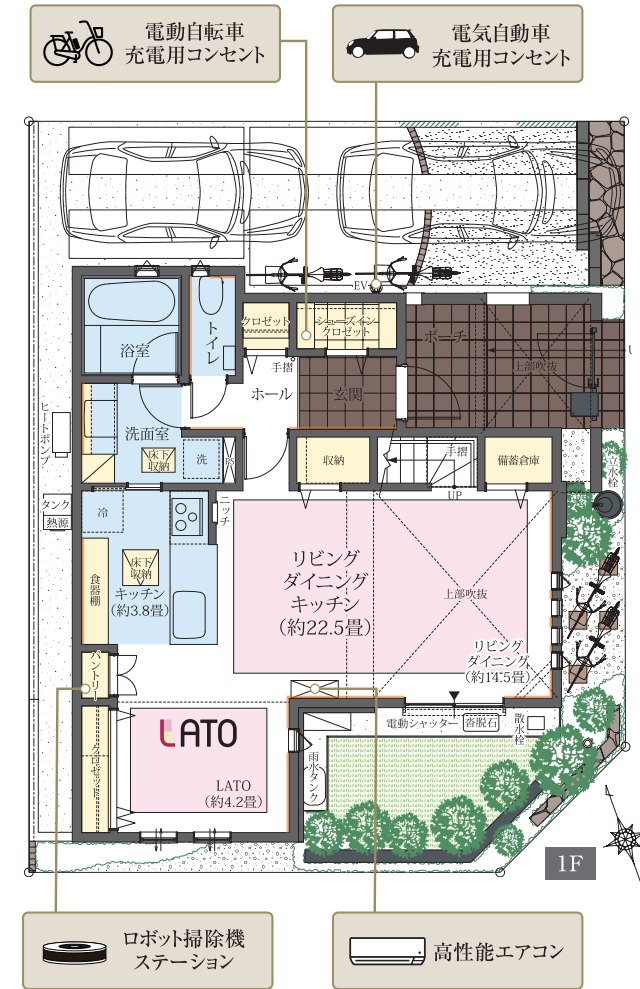 電動自転車
充電用コンセント
電気自動車
充電用コンセント
EV
クロゼット
シューズイン
クロゼット
ポーチ
上部吹抜
トイレ
浴室
手摺
ホール
玄関
洗面室
床下
収納
洗
PS
収納
手摺
UP
備蓄倉庫
立水栓
ヒートポンプ
タンク
熱源
冷
ニッチ
床下
収納
キッチン
(約3.8畳)
食器棚
リビング
ダイニング
キッチン
(約22.5畳)
上部吹抜
リビング
ダイニング
(約14.5畳)
パントリー
クロゼット
LATO
LATO
(約4.2畳)
電動シャッター
沓脱石
散水栓
雨水タンク
1F
ロボット掃除機
ステーション
高性能エアコン